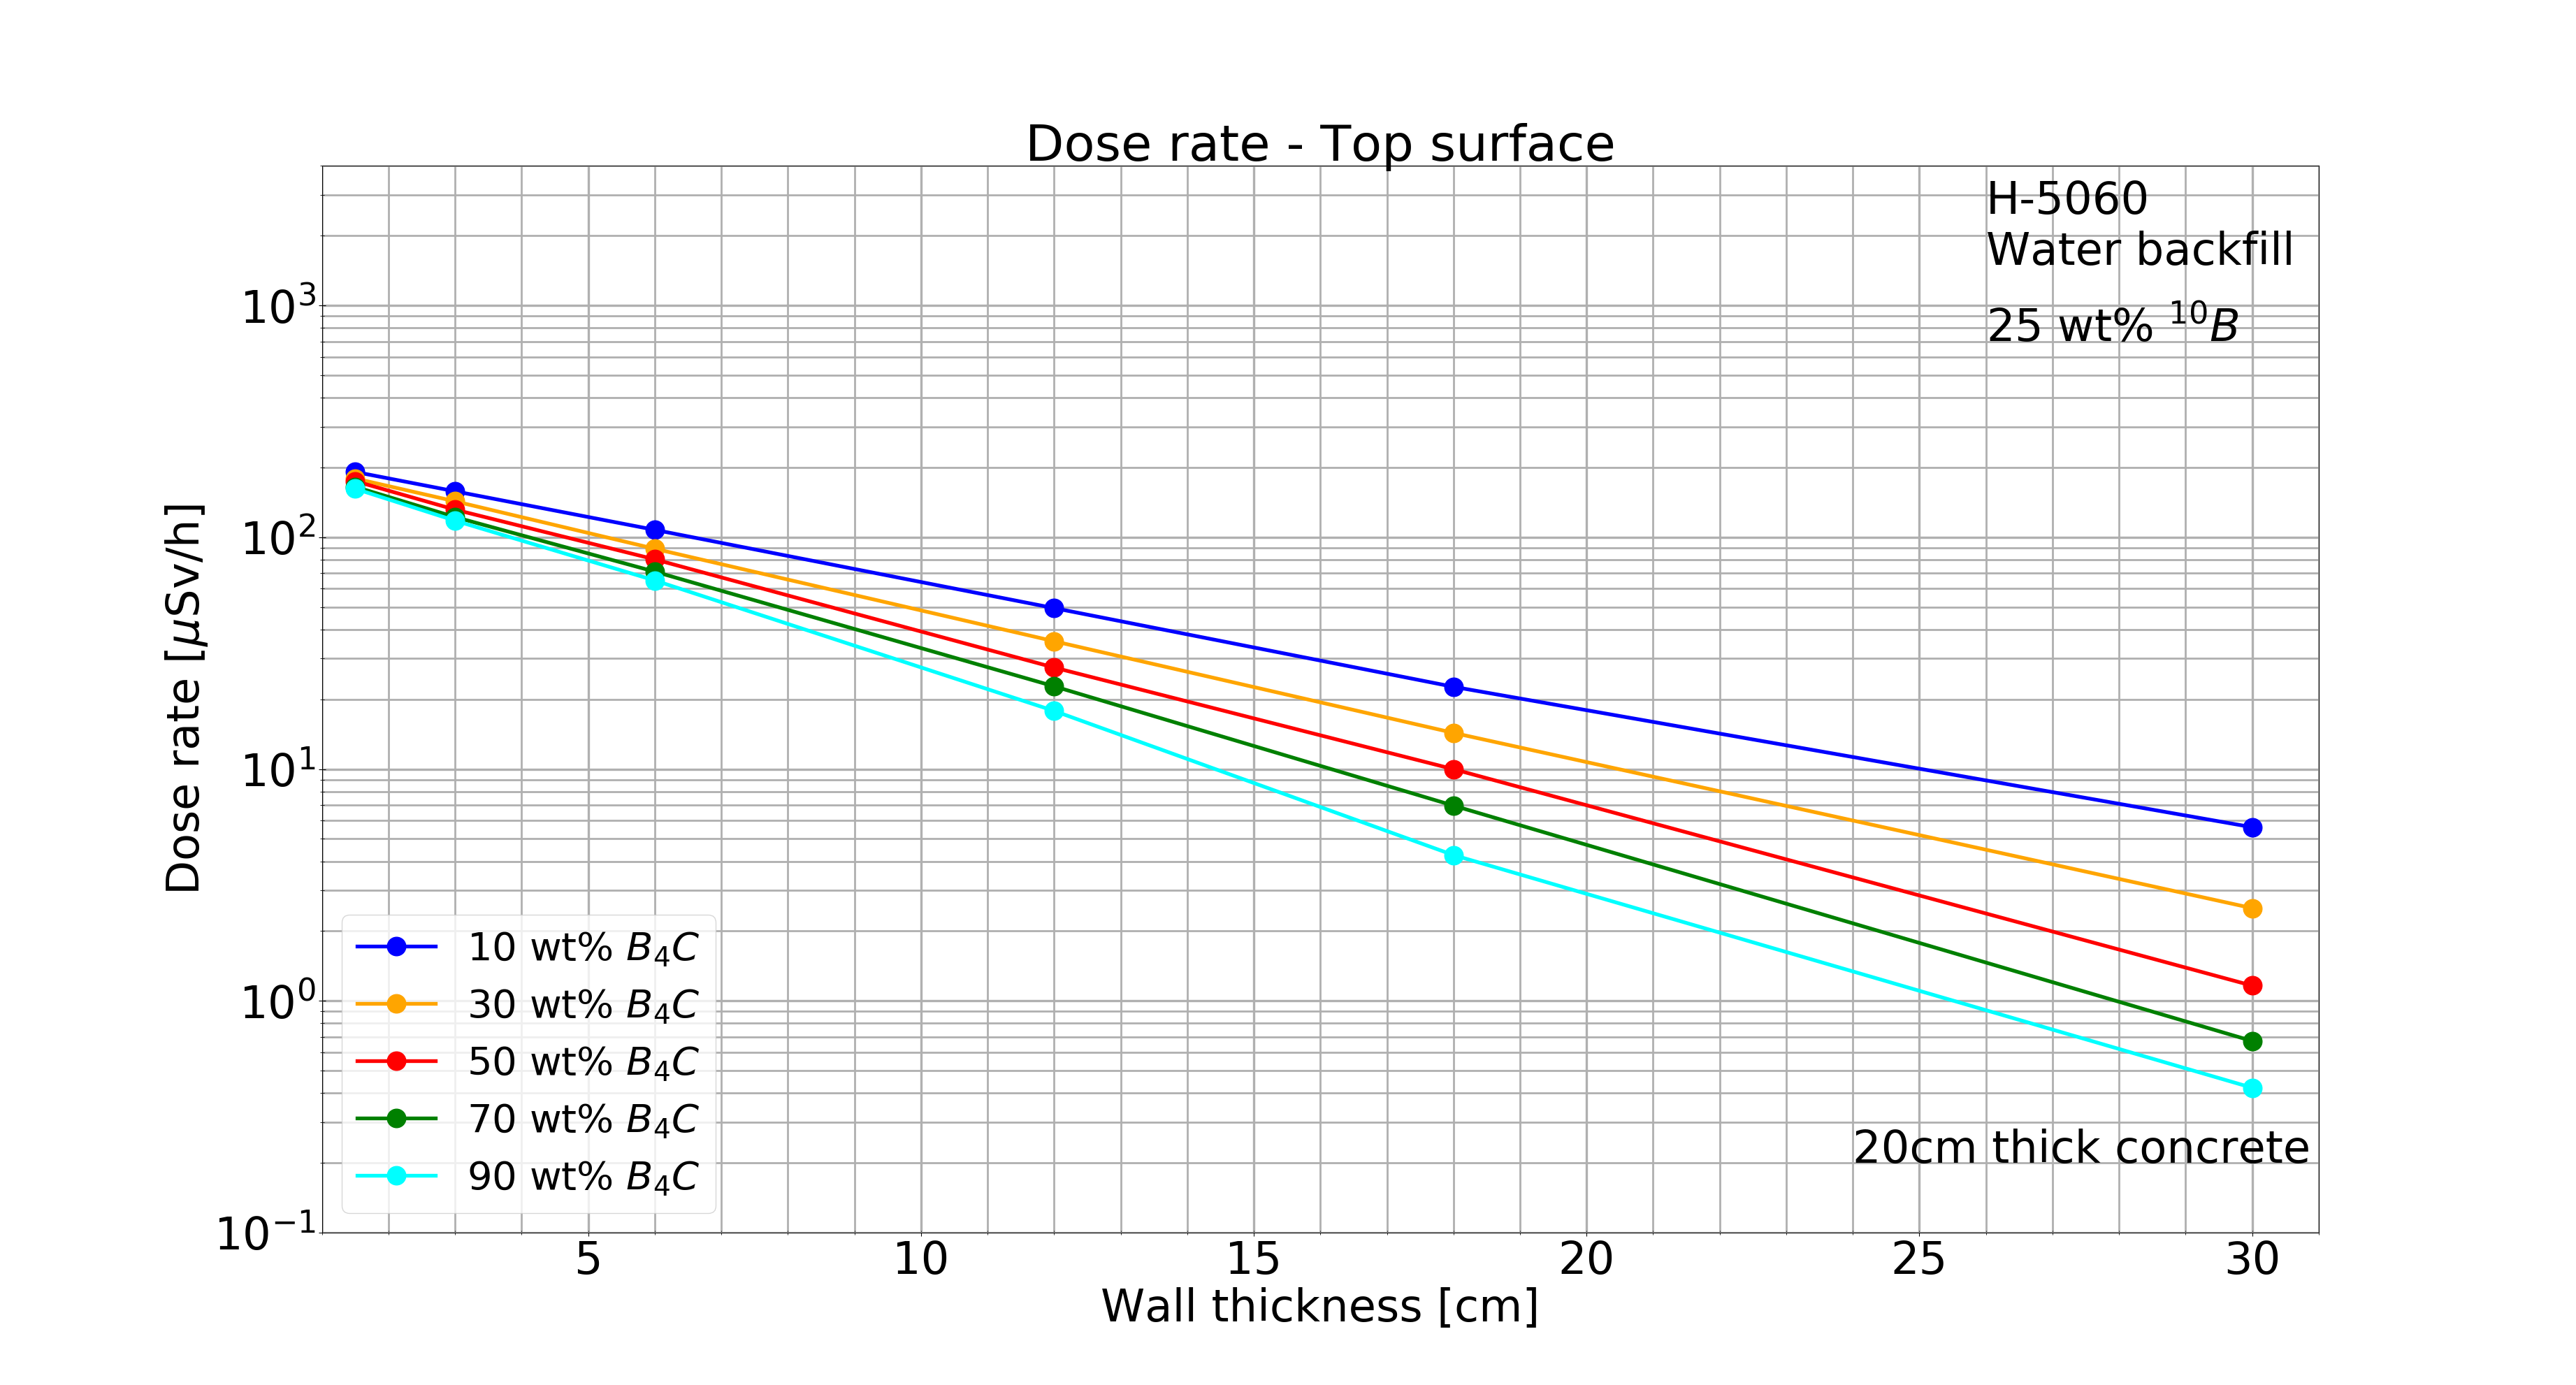 Dose rate - Top surface
H-5060
Water backfill
25 wt% ¹⁰B
10³
10²
10¹
10⁰
10⁻¹
Dose rate [μSv/h]
10 wt% B₄C
30 wt% B₄C
50 wt% B₄C
70 wt% B₄C
90 wt% B₄C
20cm thick concrete
5 10 15 20 25 30
Wall thickness [cm]